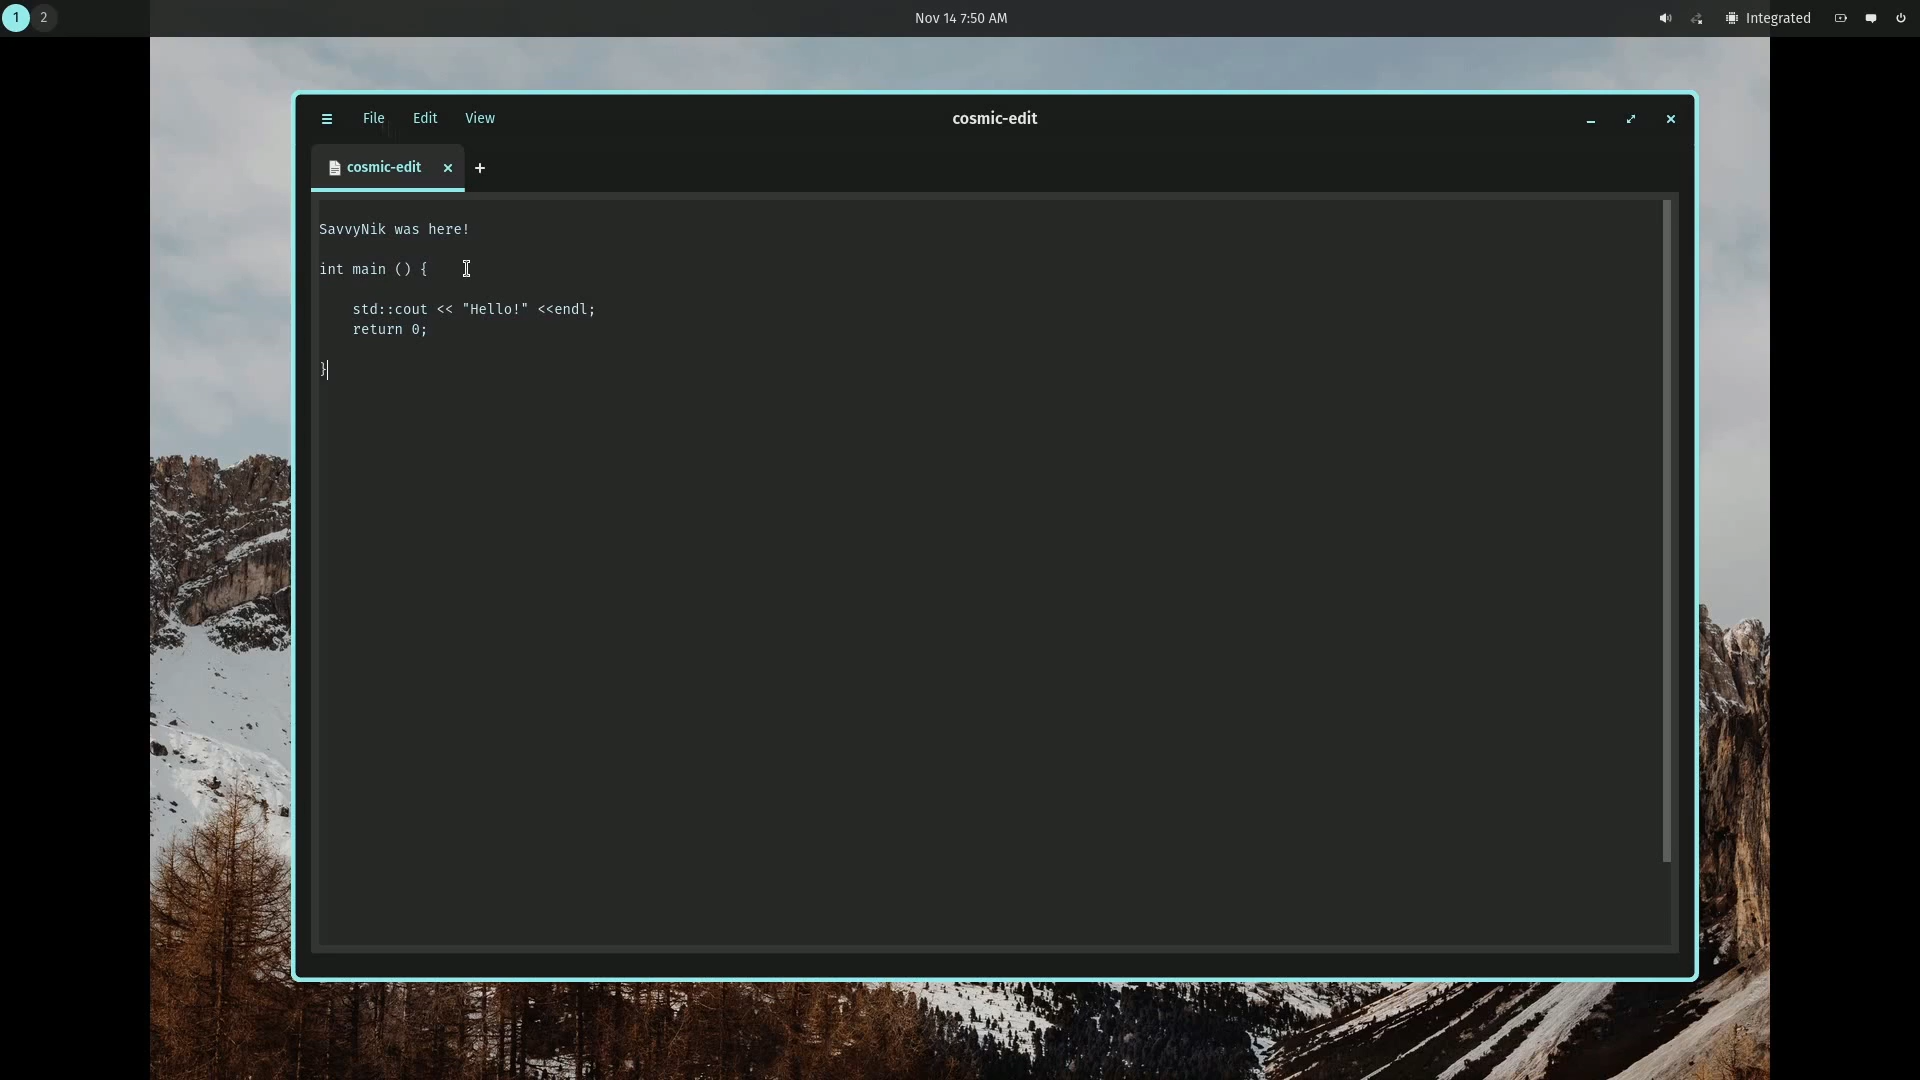 1 2 Nov 14 7:50 AM Integrated
File Edit View cosmic-edit
cosmic-edit
SavvyNik was here!
int main () {
std::cout << "Hello!" <<endl;
return 0;
}